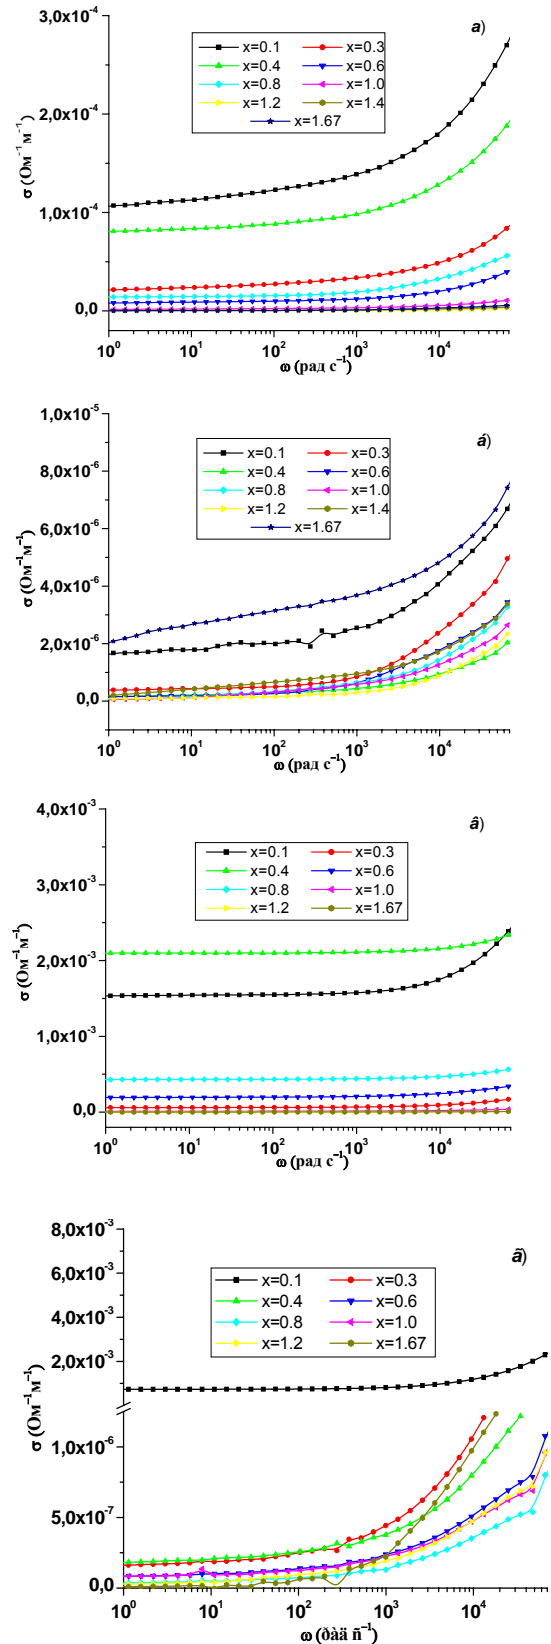 3,0x10⁻⁴
а)
x=0.1 x=0.3
x=0.4 x=0.6
x=0.8 x=1.0
x=1.2 x=1.4
x=1.67
2,0x10⁻⁴
1,0x10⁻⁴
0,0
σ (Ом⁻¹ м⁻¹)
10⁰ 10¹ 10² 10³ 10⁴
ω (рад с⁻¹)
1,0x10⁻⁵
á)
x=0.1 x=0.3
x=0.4 x=0.6
x=0.8 x=1.0
x=1.2 x=1.4
x=1.67
8,0x10⁻⁶
6,0x10⁻⁶
4,0x10⁻⁶
2,0x10⁻⁶
0,0
σ (Ом⁻¹м⁻¹)
10⁰ 10¹ 10² 10³ 10⁴
ω (рад с⁻¹)
4,0x10⁻³
â)
x=0.1 x=0.3
x=0.4 x=0.6
x=0.8 x=1.0
x=1.2 x=1.67
3,0x10⁻³
2,0x10⁻³
1,0x10⁻³
0,0
σ (Ом⁻¹м⁻¹)
10⁰ 10¹ 10² 10³ 10⁴
ω (рад с⁻¹)
8,0x10⁻³
ã)
x=0.1 x=0.3
x=0.4 x=0.6
x=0.8 x=1.0
x=1.2 x=1.67
6,0x10⁻³
4,0x10⁻³
2,0x10⁻³
1,0x10⁻⁶
5,0x10⁻⁷
0,0
σ (Ом⁻¹м⁻¹)
10⁰ 10¹ 10² 10³ 10⁴
ω (ðàä ñ⁻¹)